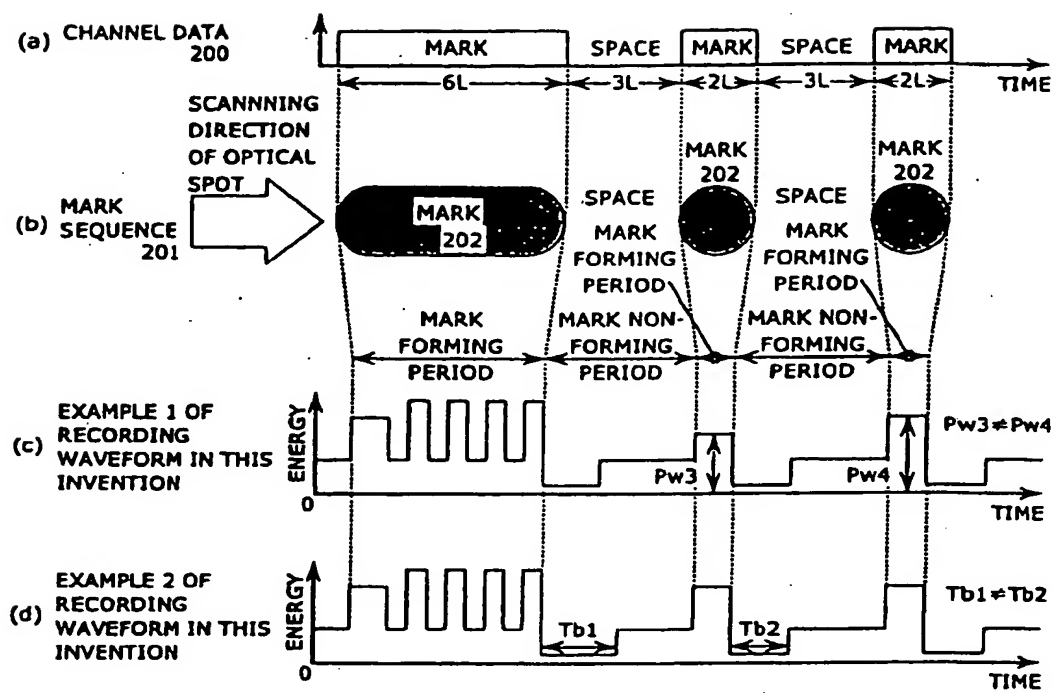 (a) CHANNEL DATA
200
MARK SPACE MARK SPACE MARK
6L 3L 2L 3L 2L TIME
SCANNNING
DIRECTION
OF OPTICAL
SPOT
(b) MARK
SEQUENCE
201
MARK
202
SPACE
MARK
202
SPACE
MARK
202
MARK
FORMING
PERIOD
MARK
FORMING
PERIOD
MARK
FORMING
PERIOD
MARK NON-
FORMING
PERIOD
MARK NON-
FORMING
PERIOD
(c) EXAMPLE 1 OF
RECORDING
WAVEFORM IN THIS
INVENTION
ENERGY
0
Pw3
Pw4
Pw3≠Pw4
TIME
(d) EXAMPLE 2 OF
RECORDING
WAVEFORM IN THIS
INVENTION
ENERGY
0
Tb1
Tb2
Tb1≠Tb2
TIME